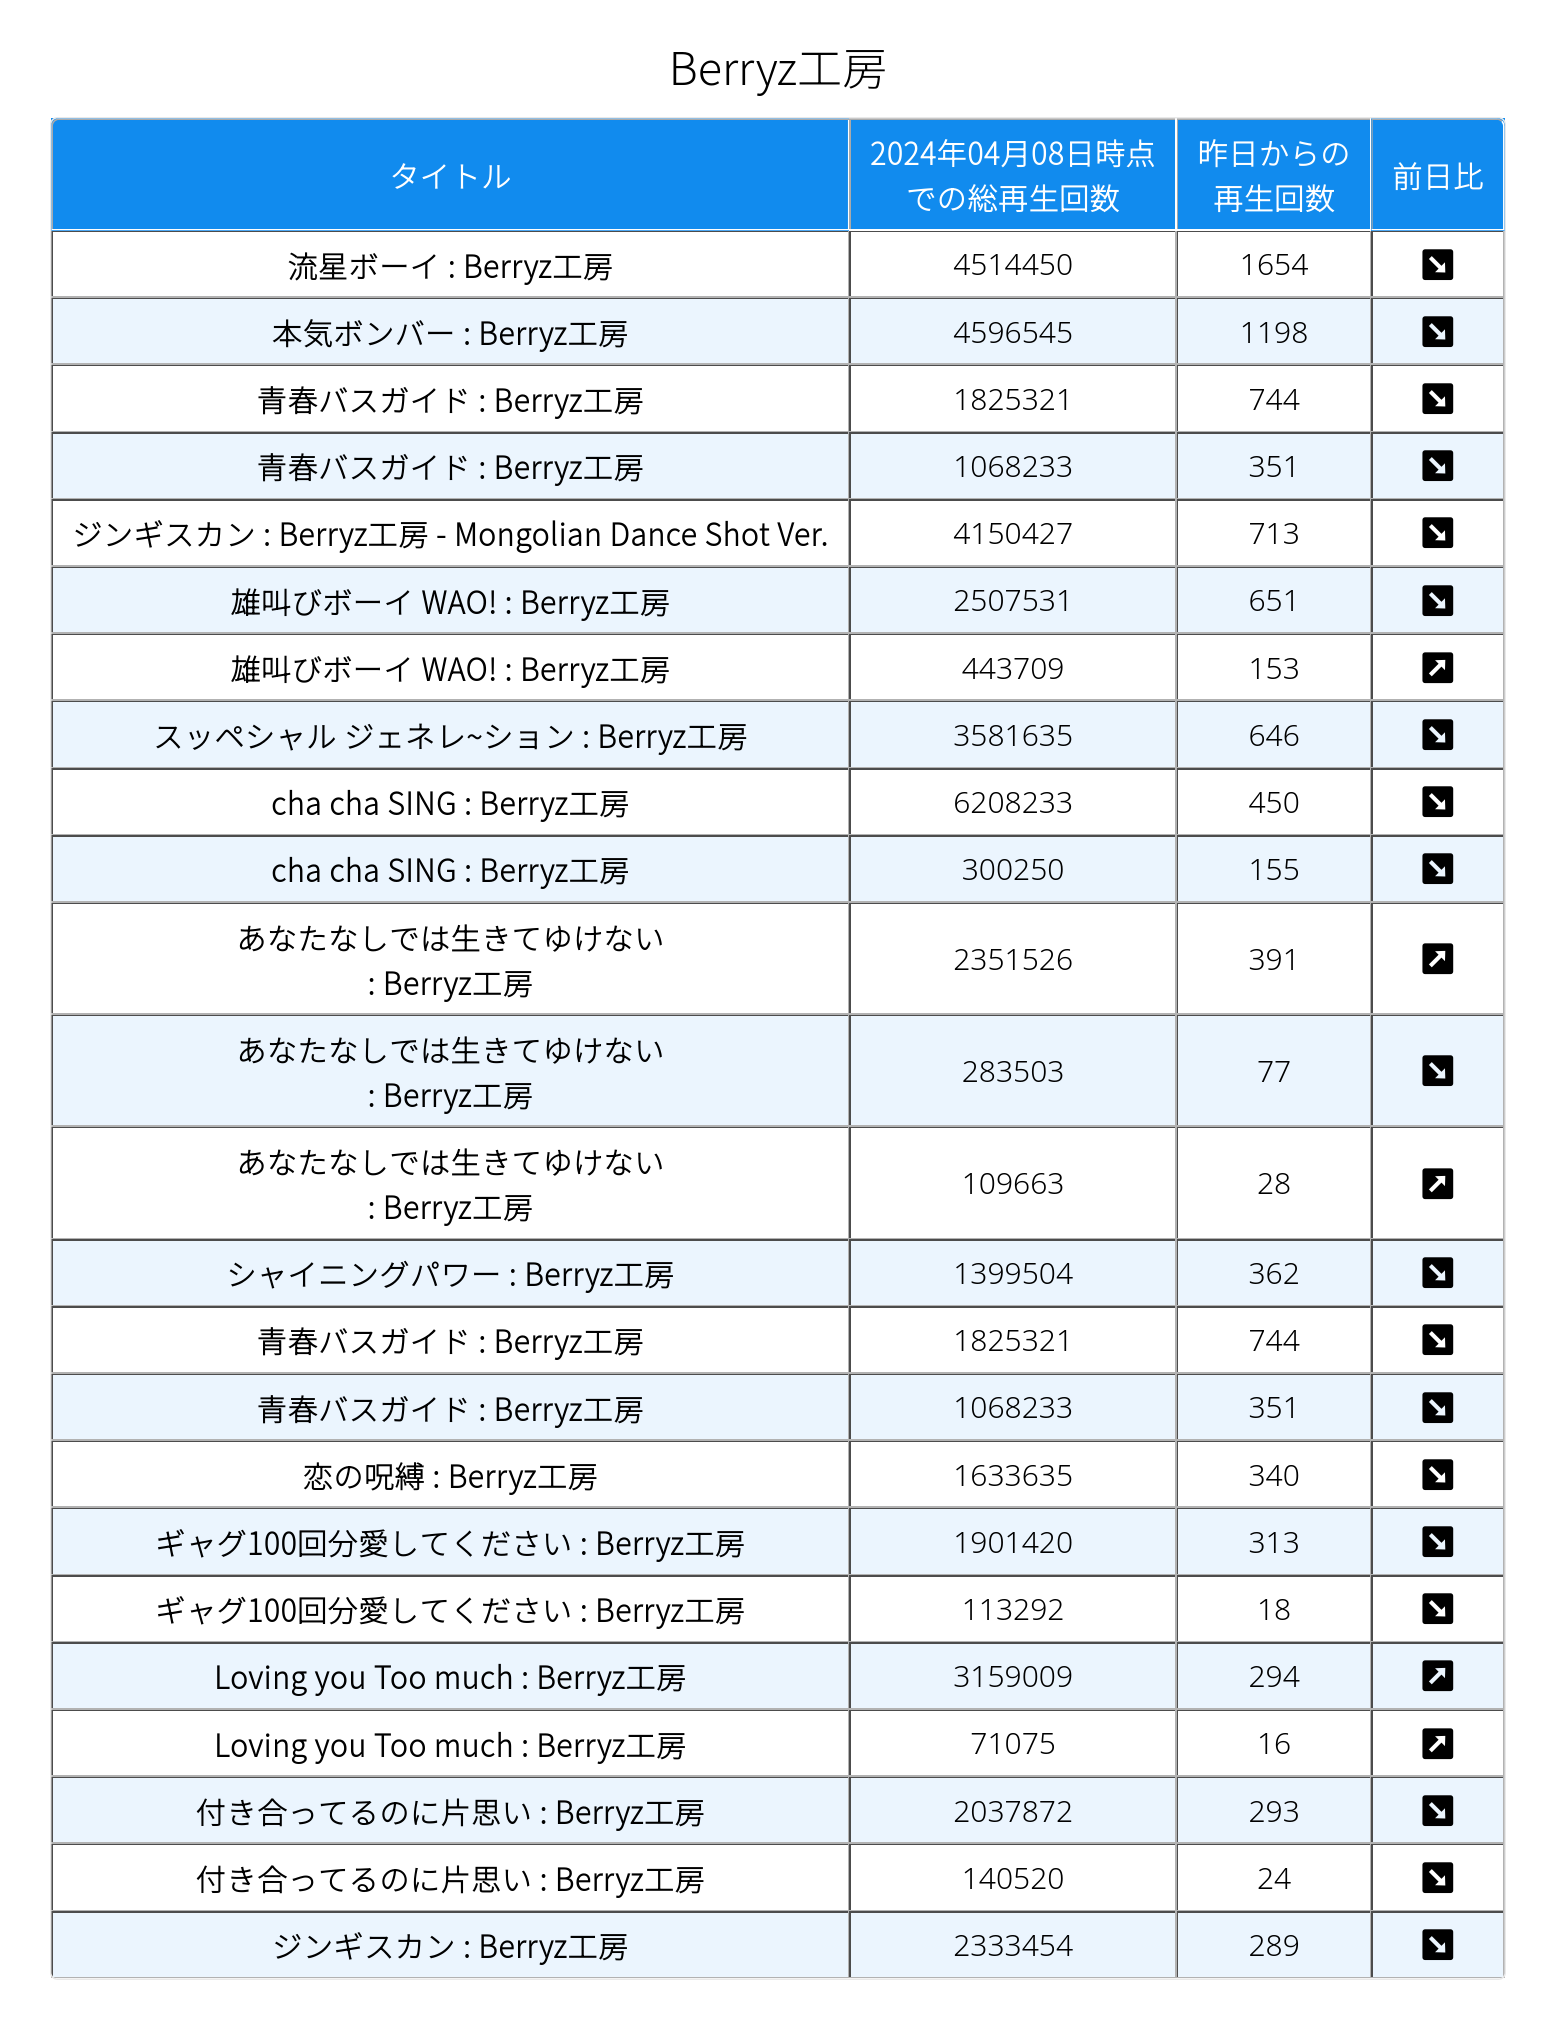 Berryz工房
タイトル 2024年04月08日時点 昨日からの 前日比
での総再生回数 再生回数
流星ボーイ : Berryz工房 4514450 1654
本気ボンバー : Berryz工房 4596545 1198
青春バスガイド : Berryz工房 1825321 744
青春バスガイド : Berryz工房 1068233 351
ジンギスカン : Berryz工房 - Mongolian Dance Shot Ver. 4150427 713
雄叫びボーイ WAO! : Berryz工房 2507531 651
雄叫びボーイ WAO! : Berryz工房 443709 153
スッペシャル ジェネレ~ション : Berryz工房 3581635 646
cha cha SING : Berryz工房 6208233 450
cha cha SING : Berryz工房 300250 155
あなたなしでは生きてゆけない
: Berryz工房 2351526 391
あなたなしでは生きてゆけない
: Berryz工房 283503 77
あなたなしでは生きてゆけない
: Berryz工房 109663 28
シャイニングパワー : Berryz工房 1399504 362
青春バスガイド : Berryz工房 1825321 744
青春バスガイド : Berryz工房 1068233 351
恋の呪縛 : Berryz工房 1633635 340
ギャグ100回分愛してください : Berryz工房 1901420 313
ギャグ100回分愛してください : Berryz工房 113292 18
Loving you Too much : Berryz工房 3159009 294
Loving you Too much : Berryz工房 71075 16
付き合ってるのに片思い : Berryz工房 2037872 293
付き合ってるのに片思い : Berryz工房 140520 24
ジンギスカン : Berryz工房 2333454 289